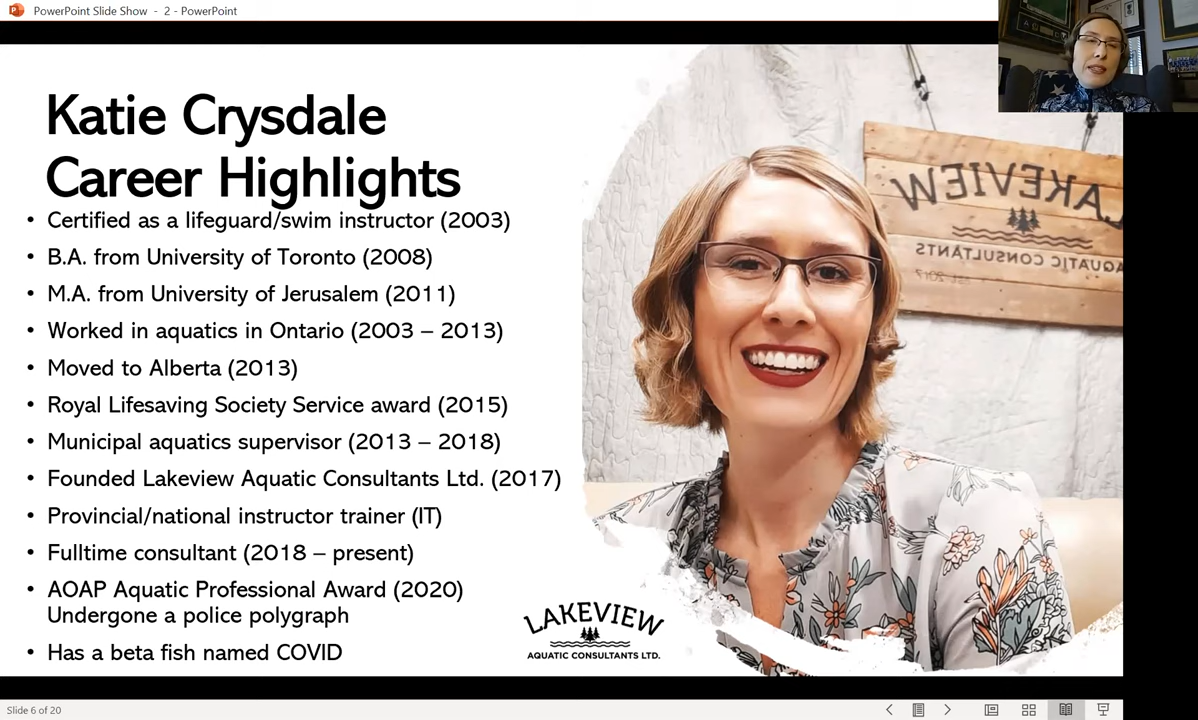 PowerPoint Slide Show - 2 - PowerPoint
Katie Crysdale
Career Highlights
• Certified as a lifeguard/swim instructor (2003)
• B.A. from University of Toronto (2008)
• M.A. from University of Jerusalem (2011)
• Worked in aquatics in Ontario (2003 – 2013)
• Moved to Alberta (2013)
• Royal Lifesaving Society Service award (2015)
• Municipal aquatics supervisor (2013 – 2018)
• Founded Lakeview Aquatic Consultants Ltd. (2017)
• Provincial/national instructor trainer (IT)
• Fulltime consultant (2018 – present)
• AOAP Aquatic Professional Award (2020)
Undergone a police polygraph
• Has a beta fish named COVID
LAKEVIEW
AQUATIC CONSULTANTS
est. 2017
LAKEVIEW
AQUATIC CONSULTANTS LTD.
Slide 6 of 20